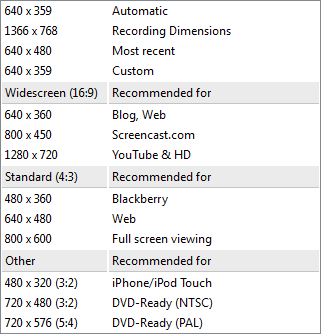 640 x 359 Automatic
1366 x 768 Recording Dimensions
640 x 480 Most recent
640 x 359 Custom
Widescreen (16:9) Recommended for
640 x 360 Blog, Web
800 x 450 Screencast.com
1280 x 720 YouTube & HD
Standard (4:3) Recommended for
480 x 360 Blackberry
640 x 480 Web
800 x 600 Full screen viewing
Other Recommended for
480 x 320 (3:2) iPhone/iPod Touch
720 x 480 (3:2) DVD-Ready (NTSC)
720 x 576 (5:4) DVD-Ready (PAL)